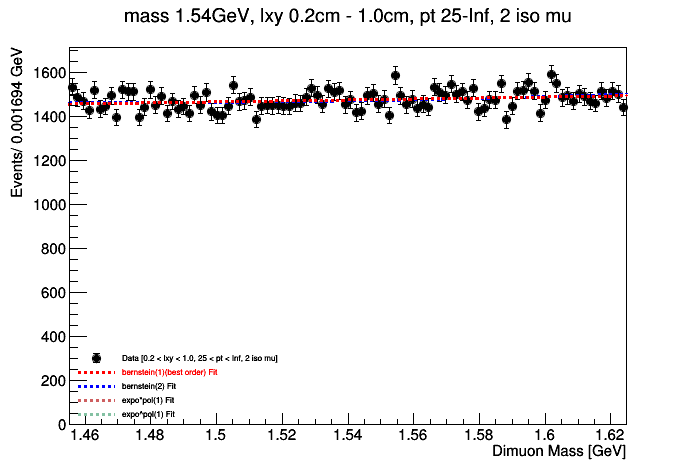 mass 1.54GeV, lxy 0.2cm - 1.0cm, pt 25-Inf, 2 iso mu
Events/ 0.001694 GeV
1600
1400
1200
1000
800
600
400
200
0
Data [0.2 < lxy < 1.0, 25 < pt < Inf, 2 iso mu]
bernstein(1)(best order) Fit
bernstein(2) Fit
expo*pol(1) Fit
expo^pol(1) Fit
1.46 1.48 1.5 1.52 1.54 1.56 1.58 1.6 1.62
Dimuon Mass [GeV]